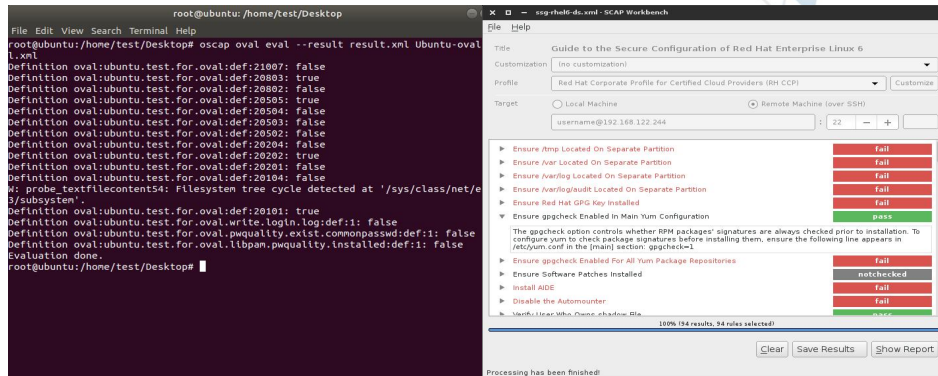 root@ubuntu: /home/test/Desktop
File Edit View Search Terminal Help
root@ubuntu:/home/test/Desktop# oscap oval eval --result result.xml Ubuntu-oval
l.xml
Definition oval:ubuntu.test.for.oval:def:21007: false
Definition oval:ubuntu.test.for.oval:def:20803: true
Definition oval:ubuntu.test.for.oval:def:20802: false
Definition oval:ubuntu.test.for.oval:def:20505: true
Definition oval:ubuntu.test.for.oval:def:20504: false
Definition oval:ubuntu.test.for.oval:def:20503: false
Definition oval:ubuntu.test.for.oval:def:20502: false
Definition oval:ubuntu.test.for.oval:def:20204: false
Definition oval:ubuntu.test.for.oval:def:20202: true
Definition oval:ubuntu.test.for.oval:def:20201: false
Definition oval:ubuntu.test.for.oval:def:20104: false
W: probe_textfilecontent54: Filesystem tree cycle detected at '/sys/class/net/e
3/subsystem'.
Definition oval:ubuntu.test.for.oval:def:20101: true
Definition oval:ubuntu.test.for.oval.write.login.log:def:1: false
Definition oval:ubuntu.test.for.oval.pwquality.exist.commonpasswd:def:1: false
Definition oval:ubuntu.test.for.oval.libpam.pwquality.installed:def:1: false
Evaluation done.
root@ubuntu:/home/test/Desktop#
ssg-rhel6-ds.xml - SCAP Workbench
File Help
Title Guide to the Secure Configuration of Red Hat Enterprise Linux 6
Customization (no customization)
Profile Red Hat Corporate Profile for Certified Cloud Providers (RH CCP) Customize
Target Local Machine Remote Machine (over SSH)
username@192.168.122.244 : 22 - +
Ensure /tmp Located On Separate Partition fail
Ensure /var Located On Separate Partition fail
Ensure /var/log Located On Separate Partition fail
Ensure /var/log/audit Located On Separate Partition fail
Ensure Red Hat GPG Key Installed fail
Ensure gpgcheck Enabled In Main Yum Configuration pass
The gpgcheck option controls whether RPM packages' signatures are always checked prior to installation. To
configure yum to check package signatures before installing them, ensure the following line appears in
/etc/yum.conf in the [main] section: gpgcheck=1
Ensure gpgcheck Enabled For All Yum Package Repositories fail
Ensure Software Patches Installed notchecked
Install AIDE fail
Disable the Automounter fail
Verify User Who Owns shadow File pass
100% (94 results, 94 rules selected)
Clear Save Results Show Report
Processing has been finished!